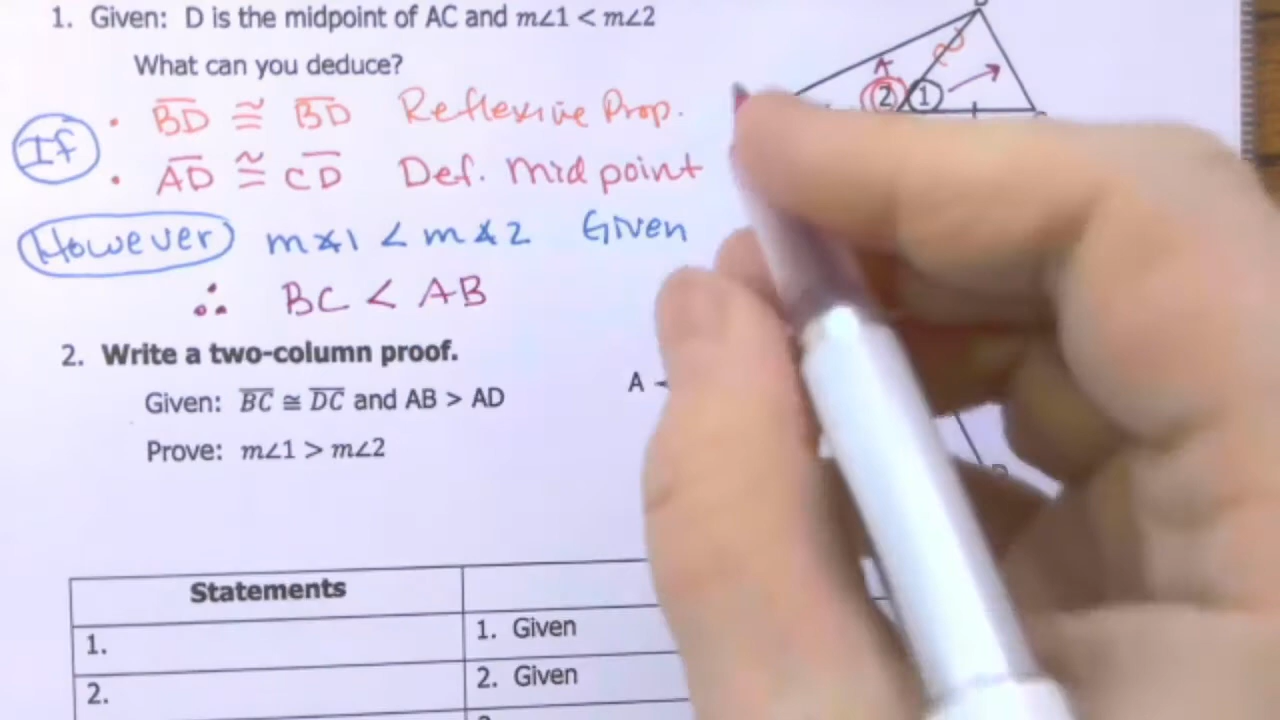 1. Given: D is the midpoint of AC and m∠1 < m∠2
What can you deduce?
If
• BD ≅ BD Reflexive Prop.
• AD ≅ CD Def. Midpoint
However m∡1 < m∡2 Given
∴ BC < AB
2 1
2. Write a two-column proof.
Given: BC ≅ DC and AB > AD
Prove: m∠1 > m∠2
A
D
Statements
1. 1. Given
2. 2. Given